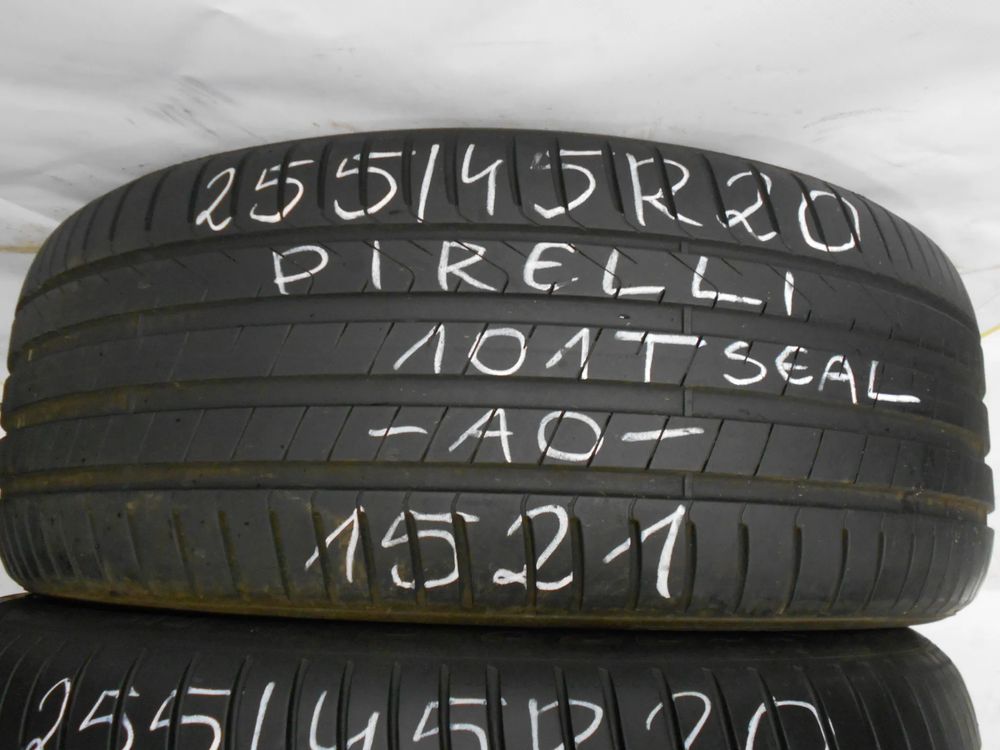 255/45R20
PIRELLI
101T SEAL
-AO-
1521
255/45R20